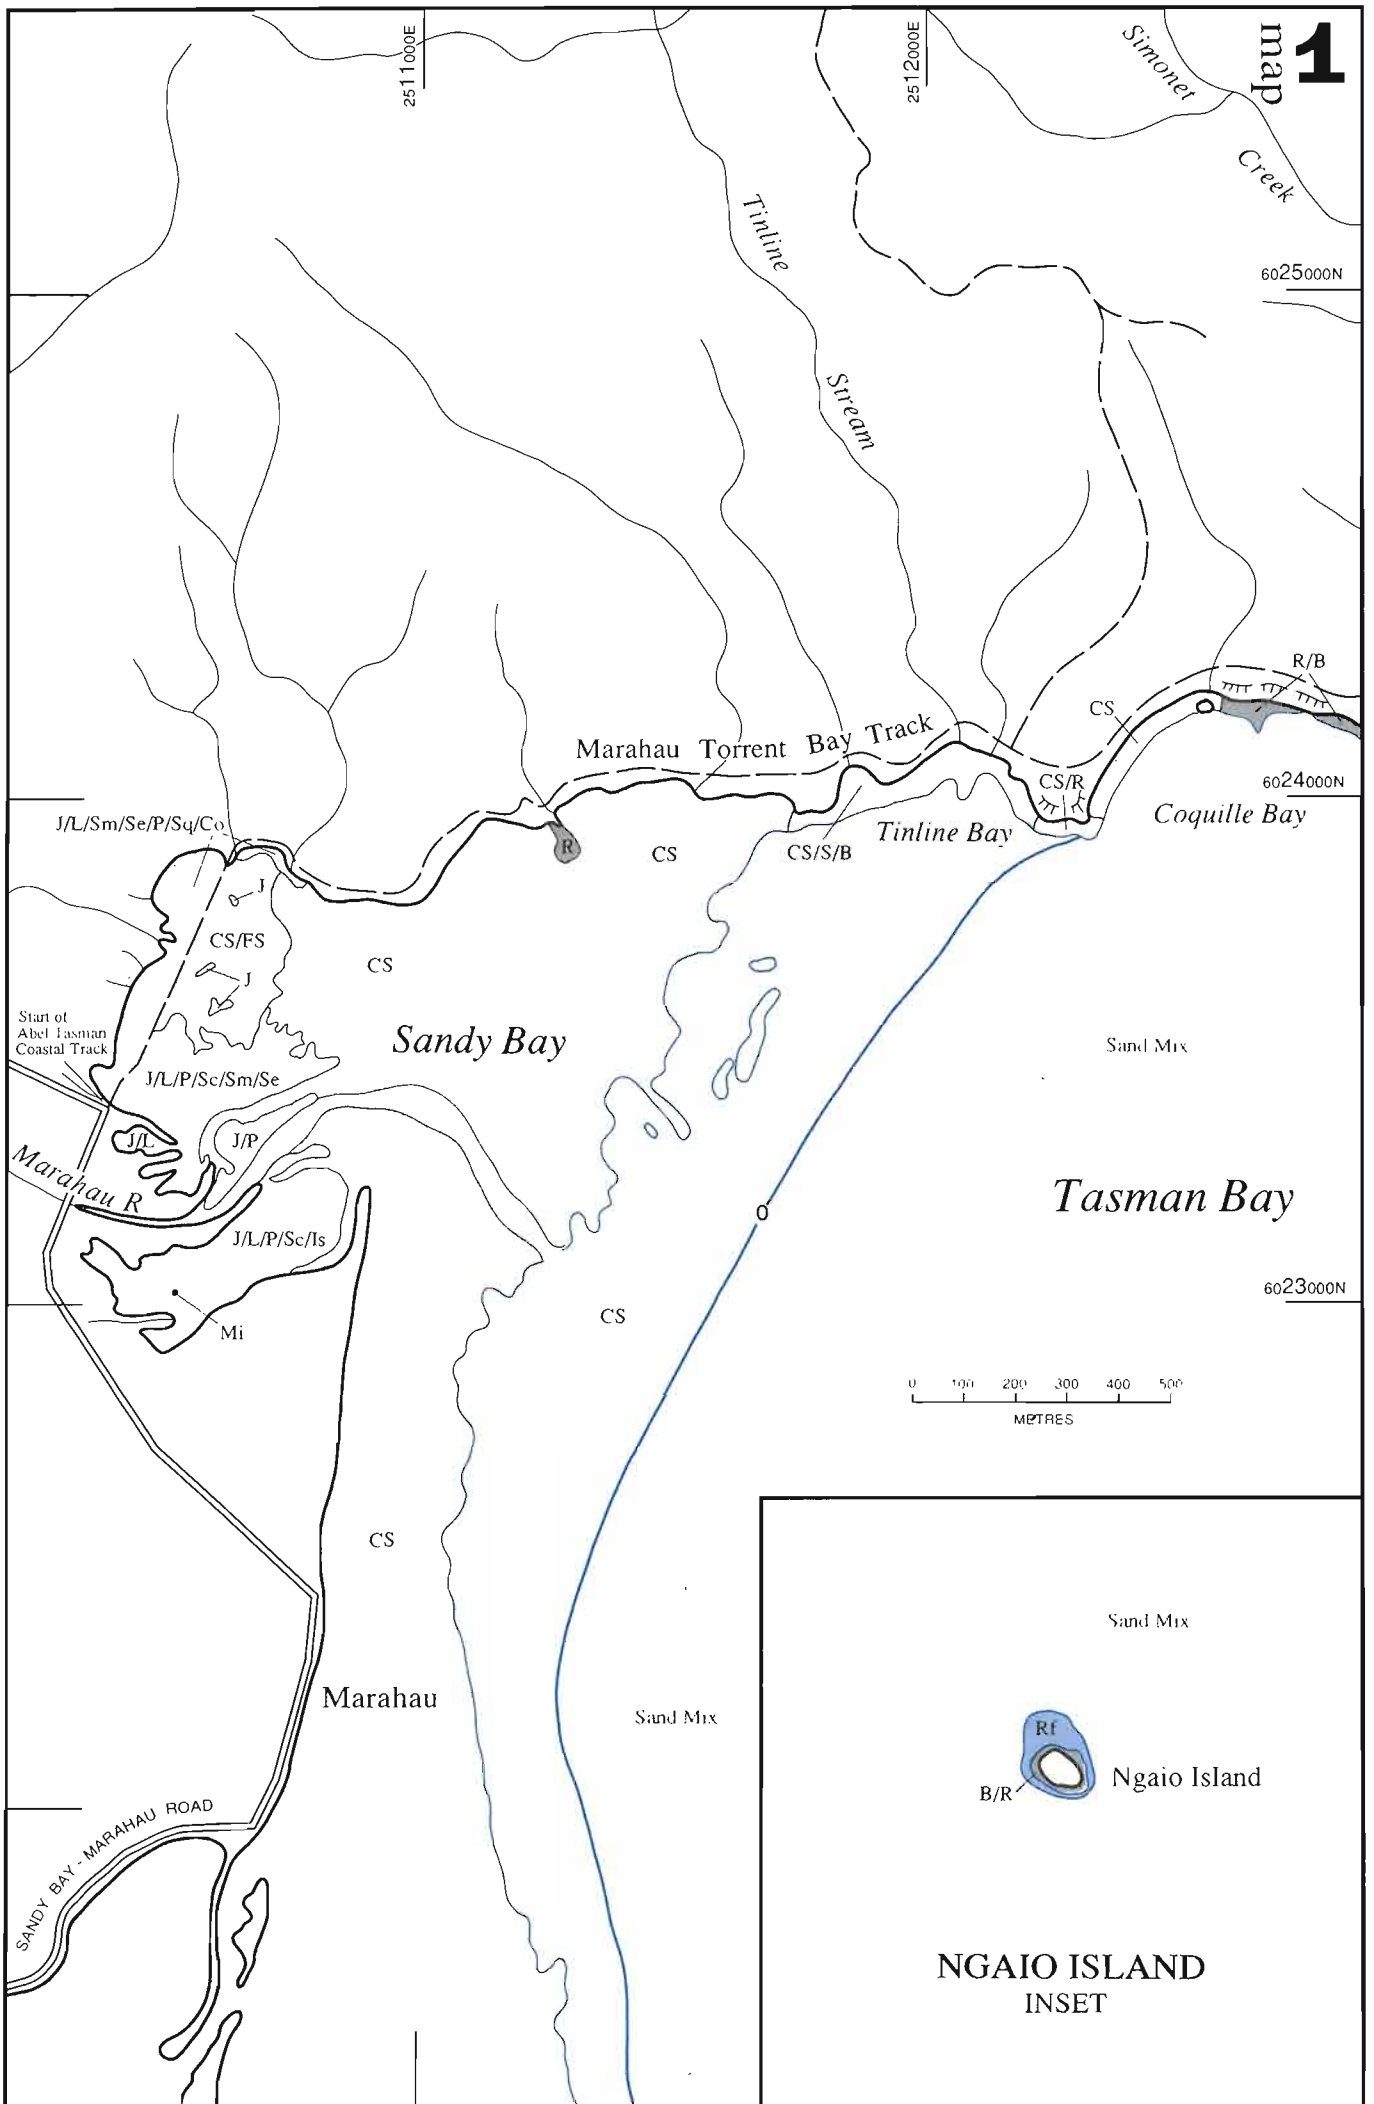 1
map
2511000E
2512000E
Simonet
Creek
Tinline
Stream
6025000N
R/B
CS
Marahau Torrent Bay Track
CS/R
6024000N
J/L/Sm/Se/P/Sq/Co
R
CS
CS/S/B
Tinline Bay
Coquille Bay
J
CS/FS
CS
J
Start of
Abel Tasman
Coastal Track
Sandy Bay
Sand Mix
J/L/P/Sc/Sm/Se
J/L
J/P
Marahau R
Tasman Bay
0
J/L/P/Sc/Is
6023000N
CS
Mi
0 100 200 300 400 500
METRES
CS
Sand Mix
Marahau
Sand Mix
Rf
B/R
Ngaio Island
SANDY BAY - MARAHAU ROAD
NGAIO ISLAND
INSET